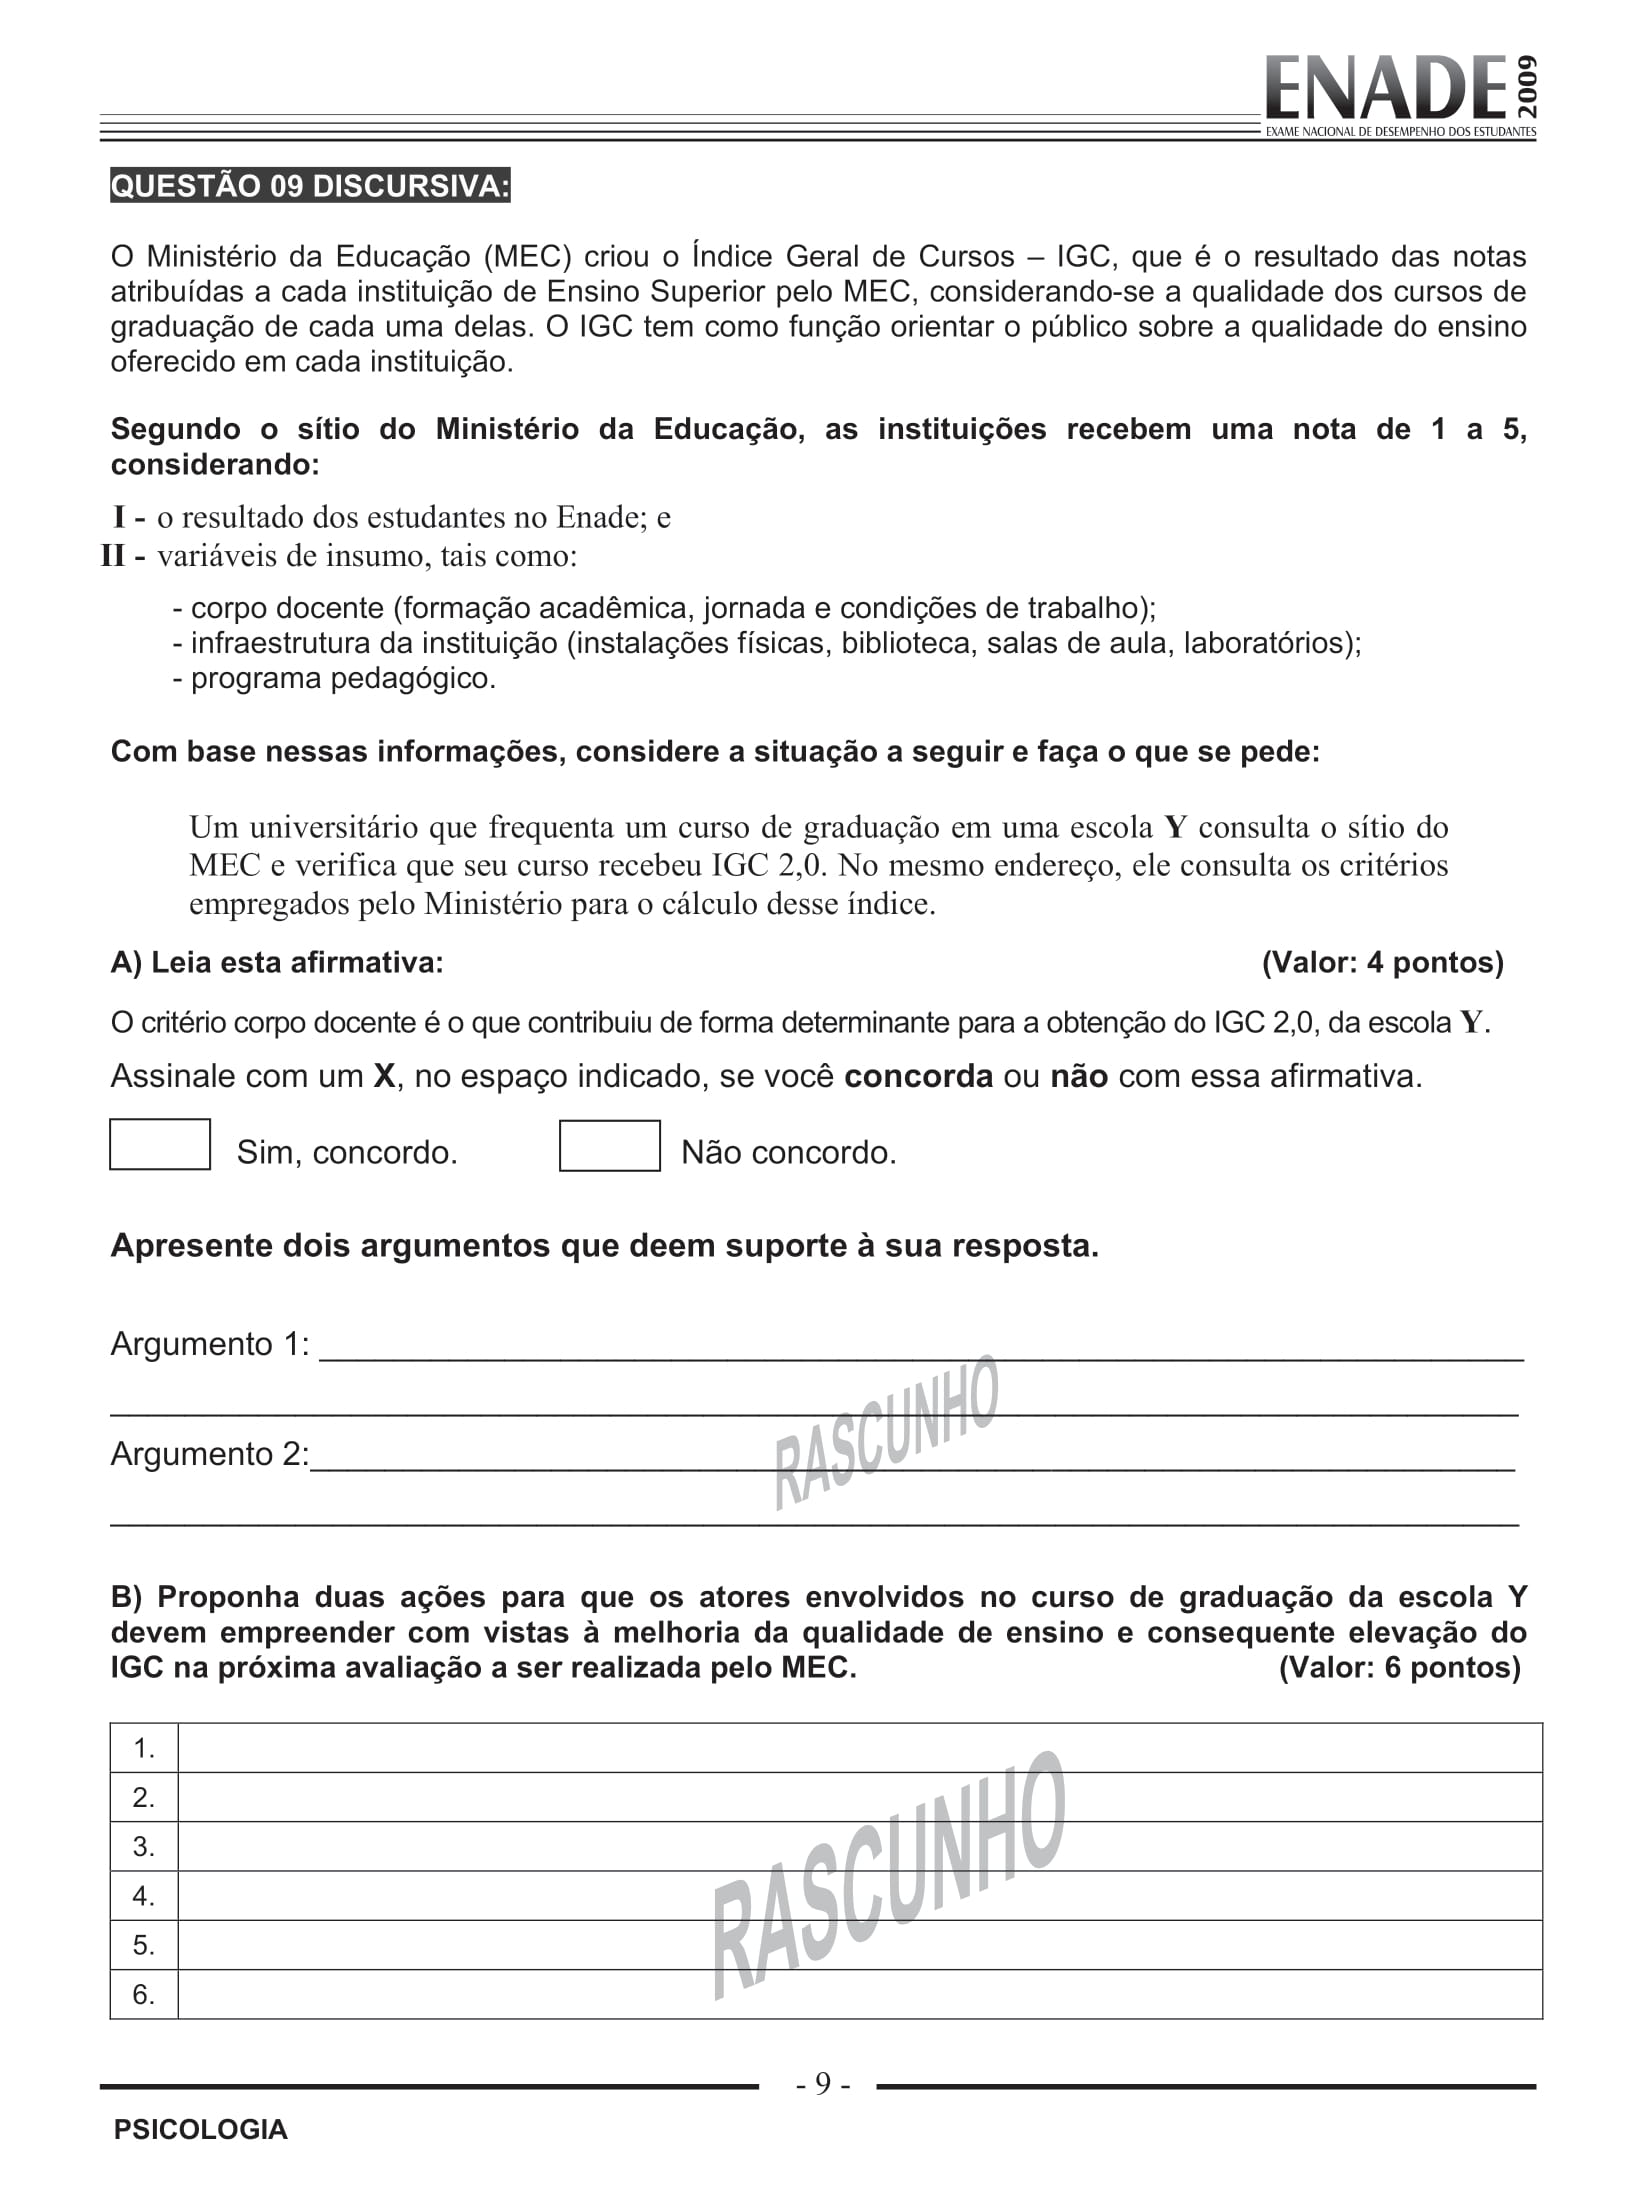 ENADE 2009
EXAME NACIONAL DE DESEMPENHO DOS ESTUDANTES
QUESTÃO 09 DISCURSIVA:
O Ministério da Educação (MEC) criou o Índice Geral de Cursos – IGC, que é o resultado das notas
atribuídas a cada instituição de Ensino Superior pelo MEC, considerando-se a qualidade dos cursos de
graduação de cada uma delas. O IGC tem como função orientar o público sobre a qualidade do ensino
oferecido em cada instituição.
Segundo o sítio do Ministério da Educação, as instituições recebem uma nota de 1 a 5,
considerando:
I - o resultado dos estudantes no Enade; e
II - variáveis de insumo, tais como:
- corpo docente (formação acadêmica, jornada e condições de trabalho);
- infraestrutura da instituição (instalações físicas, biblioteca, salas de aula, laboratórios);
- programa pedagógico.
Com base nessas informações, considere a situação a seguir e faça o que se pede:
Um universitário que frequenta um curso de graduação em uma escola Y consulta o sítio do
MEC e verifica que seu curso recebeu IGC 2,0. No mesmo endereço, ele consulta os critérios
empregados pelo Ministério para o cálculo desse índice.
A) Leia esta afirmativa: (Valor: 4 pontos)
O critério corpo docente é o que contribuiu de forma determinante para a obtenção do IGC 2,0, da escola Y.
Assinale com um X, no espaço indicado, se você concorda ou não com essa afirmativa.
Sim, concordo. Não concordo.
Apresente dois argumentos que deem suporte à sua resposta.
Argumento 1:
RASCUNHO
Argumento 2:
B) Proponha duas ações para que os atores envolvidos no curso de graduação da escola Y
devem empreender com vistas à melhoria da qualidade de ensino e consequente elevação do
IGC na próxima avaliação a ser realizada pelo MEC. (Valor: 6 pontos)
1.
2.
3.
4.
5.
6.
RASCUNHO
- 9 -
PSICOLOGIA